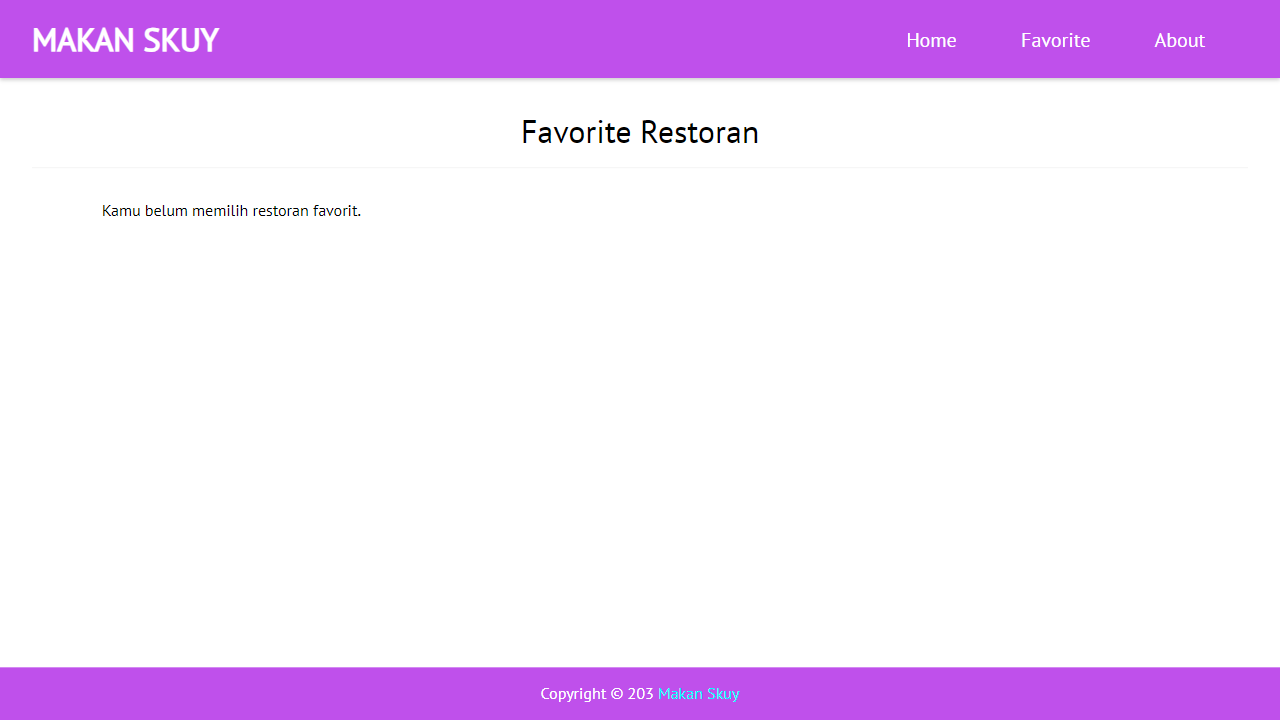 MAKAN SKUY
Home Favorite About
Favorite Restoran
Kamu belum memilih restoran favorit.
Copyright © 203 Makan Skuy